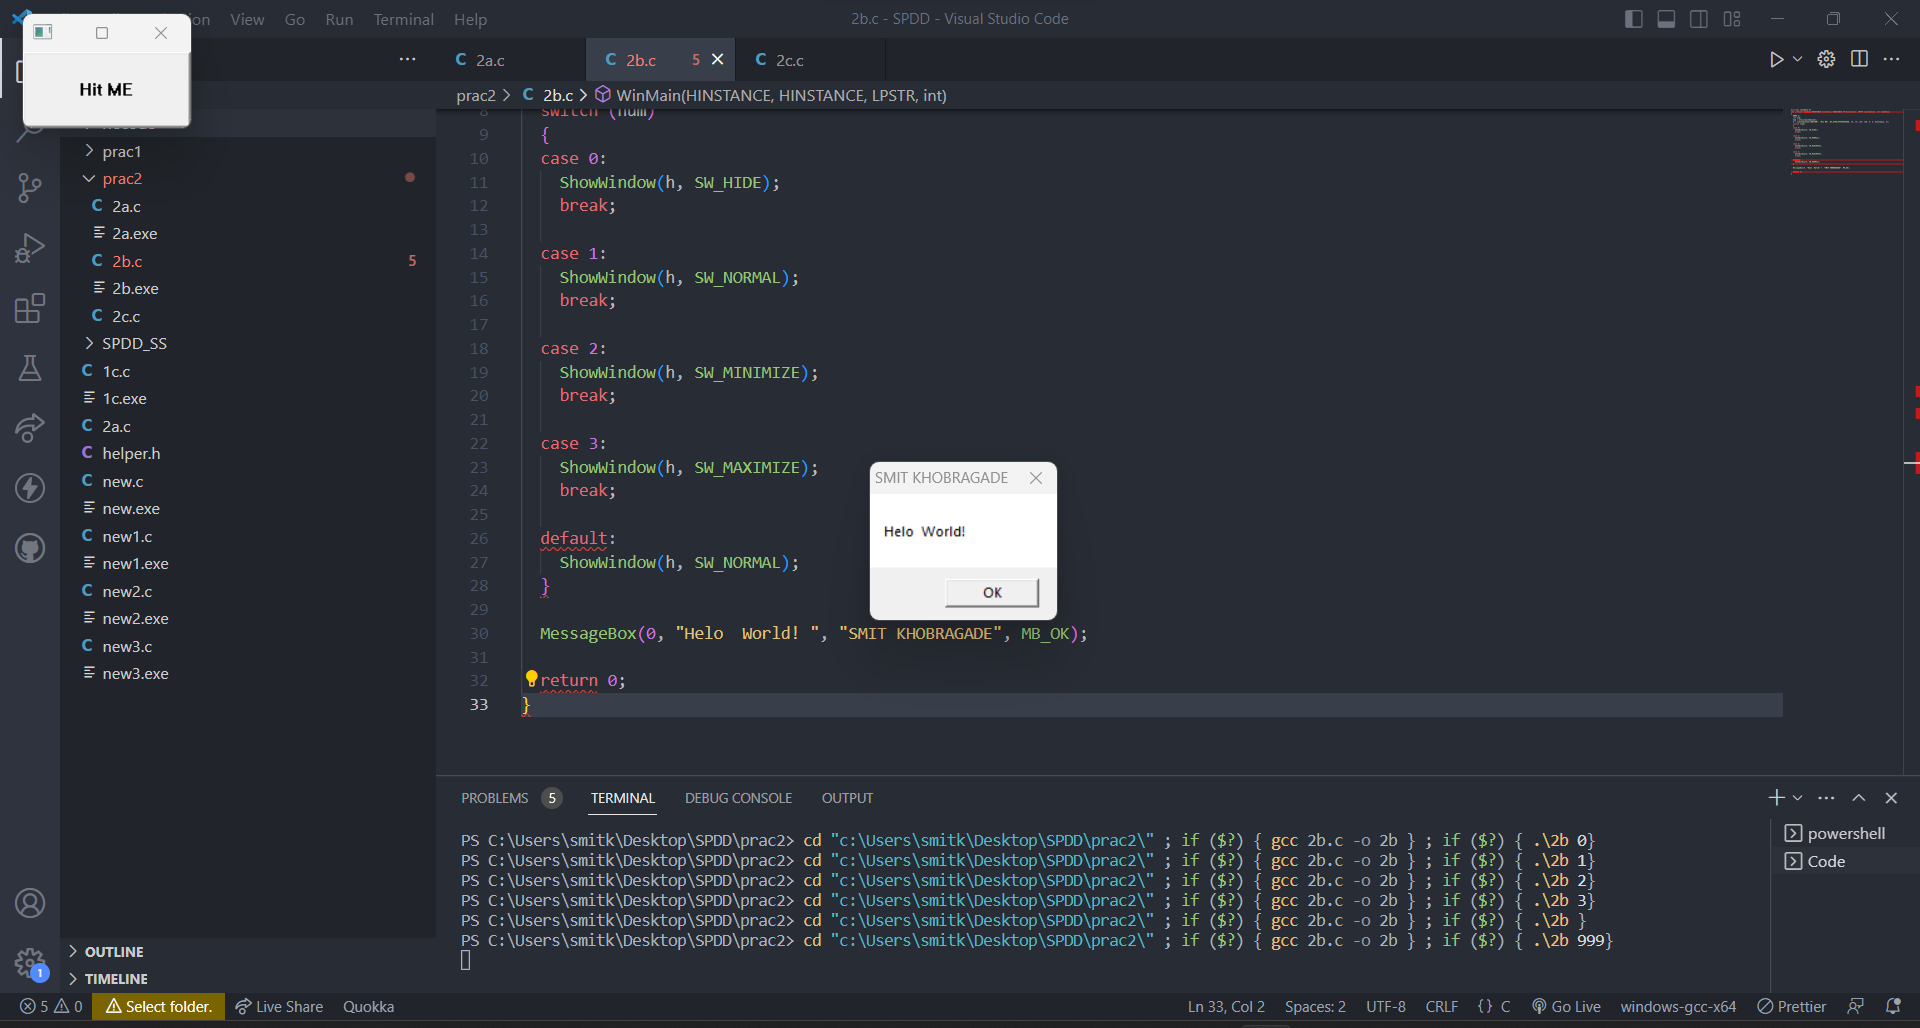 View Go Run Terminal Help
2b.c - SPDD - Visual Studio Code
Hit ME
2a.c
2b.c 5
2c.c
prac2 > 2b.c > WinMain(HINSTANCE, HINSTANCE, LPSTR, int)
prac1
prac2
2a.c
2a.exe
2b.c 5
2b.exe
2c.c
SPDD_SS
1c.c
1c.exe
2a.c
helper.h
new.c
new.exe
new1.c
new1.exe
new2.c
new2.exe
new3.c
new3.exe
OUTLINE
TIMELINE
8 switch (num)
9 {
10 case 0:
11 ShowWindow(h, SW_HIDE);
12 break;
13
14 case 1:
15 ShowWindow(h, SW_NORMAL);
16 break;
17
18 case 2:
19 ShowWindow(h, SW_MINIMIZE);
20 break;
21
22 case 3:
23 ShowWindow(h, SW_MAXIMIZE);
24 break;
25
26 default:
27 ShowWindow(h, SW_NORMAL);
28 }
29
30 MessageBox(0, "Helo  World! ", "SMIT KHOBRAGADE", MB_OK);
31
32 return 0;
33 }
SMIT KHOBRAGADE
Helo  World!
OK
PROBLEMS 5 TERMINAL DEBUG CONSOLE OUTPUT
PS C:\Users\smitk\Desktop\SPDD\prac2> cd "c:\Users\smitk\Desktop\SPDD\prac2\" ; if ($?) { gcc 2b.c -o 2b } ; if ($?) { .\2b 0}
PS C:\Users\smitk\Desktop\SPDD\prac2> cd "c:\Users\smitk\Desktop\SPDD\prac2\" ; if ($?) { gcc 2b.c -o 2b } ; if ($?) { .\2b 1}
PS C:\Users\smitk\Desktop\SPDD\prac2> cd "c:\Users\smitk\Desktop\SPDD\prac2\" ; if ($?) { gcc 2b.c -o 2b } ; if ($?) { .\2b 2}
PS C:\Users\smitk\Desktop\SPDD\prac2> cd "c:\Users\smitk\Desktop\SPDD\prac2\" ; if ($?) { gcc 2b.c -o 2b } ; if ($?) { .\2b 3}
PS C:\Users\smitk\Desktop\SPDD\prac2> cd "c:\Users\smitk\Desktop\SPDD\prac2\" ; if ($?) { gcc 2b.c -o 2b } ; if ($?) { .\2b }
PS C:\Users\smitk\Desktop\SPDD\prac2> cd "c:\Users\smitk\Desktop\SPDD\prac2\" ; if ($?) { gcc 2b.c -o 2b } ; if ($?) { .\2b 999}
powershell
Code
1
5 0 Select folder. Live Share Quokka
Ln 33, Col 2 Spaces: 2 UTF-8 CRLF {} C Go Live windows-gcc-x64 Prettier